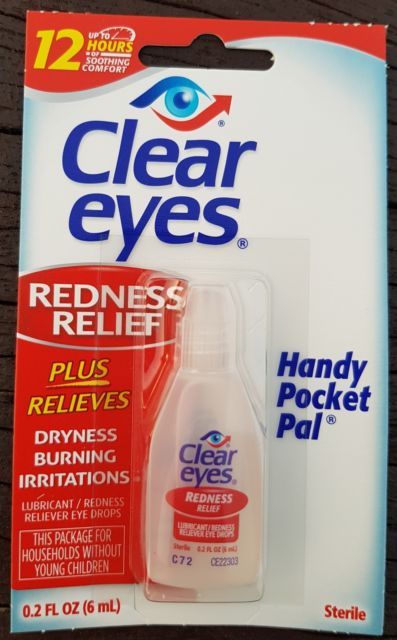 12 UP TO
HOURS
OF
SOOTHING
COMFORT
Clear
eyes®
REDNESS
RELIEF
PLUS
RELIEVES
DRYNESS
BURNING
IRRITATIONS
LUBRICANT / REDNESS
RELIEVER EYE DROPS
THIS PACKAGE FOR
HOUSEHOLDS WITHOUT
YOUNG CHILDREN
0.2 FL OZ (6 mL)
Handy
Pocket
Pal®
Clear
eyes®
REDNESS
RELIEF
LUBRICANT/REDNESS
RELIEVER EYE DROPS
Sterile 0.2 FL OZ (6 mL)
C72 CE22303
Sterile